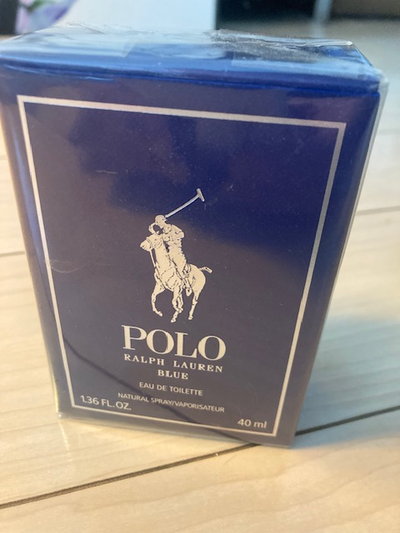 POLO
RALPH LAUREN
BLUE
EAU DE TOILETTE
NATURAL SPRAY/VAPORISATEUR
1.36 FL.OZ.
40 ml